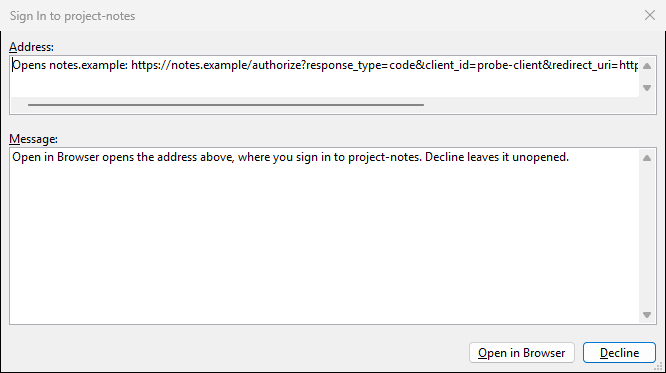 Sign In to project-notes
Address:
Opens notes.example: https://notes.example/authorize?response_type=code&client_id=probe-client&redirect_uri=http
Message:
Open in Browser opens the address above, where you sign in to project-notes. Decline leaves it unopened.
Open in Browser
Decline